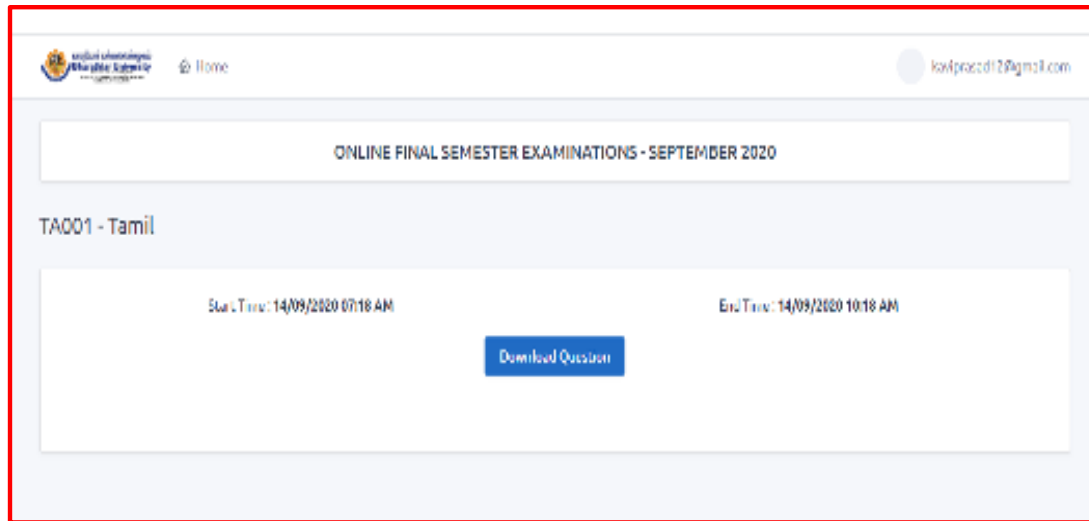 Home
kaviprasad12@gmail.com
ONLINE FINAL SEMESTER EXAMINATIONS - SEPTEMBER 2020
TA001 - Tamil
Start Time : 14/09/2020 07:18 AM
End Time : 14/09/2020 10:18 AM
Download Question